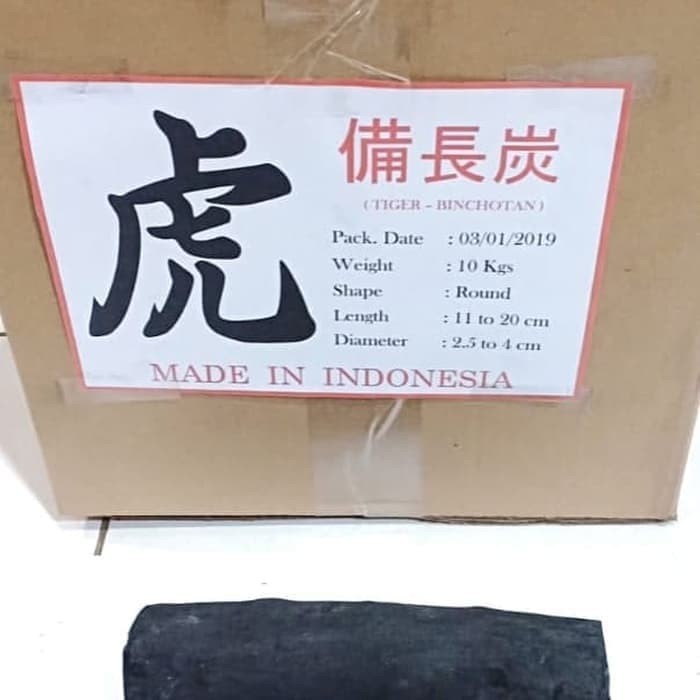 虎
備長炭
( TIGER - BINCHOTAN )
Pack. Date : 03/01/2019
Weight : 10 Kgs
Shape : Round
Length : 11 to 20 cm
Diameter : 2.5 to 4 cm
MADE IN INDONESIA